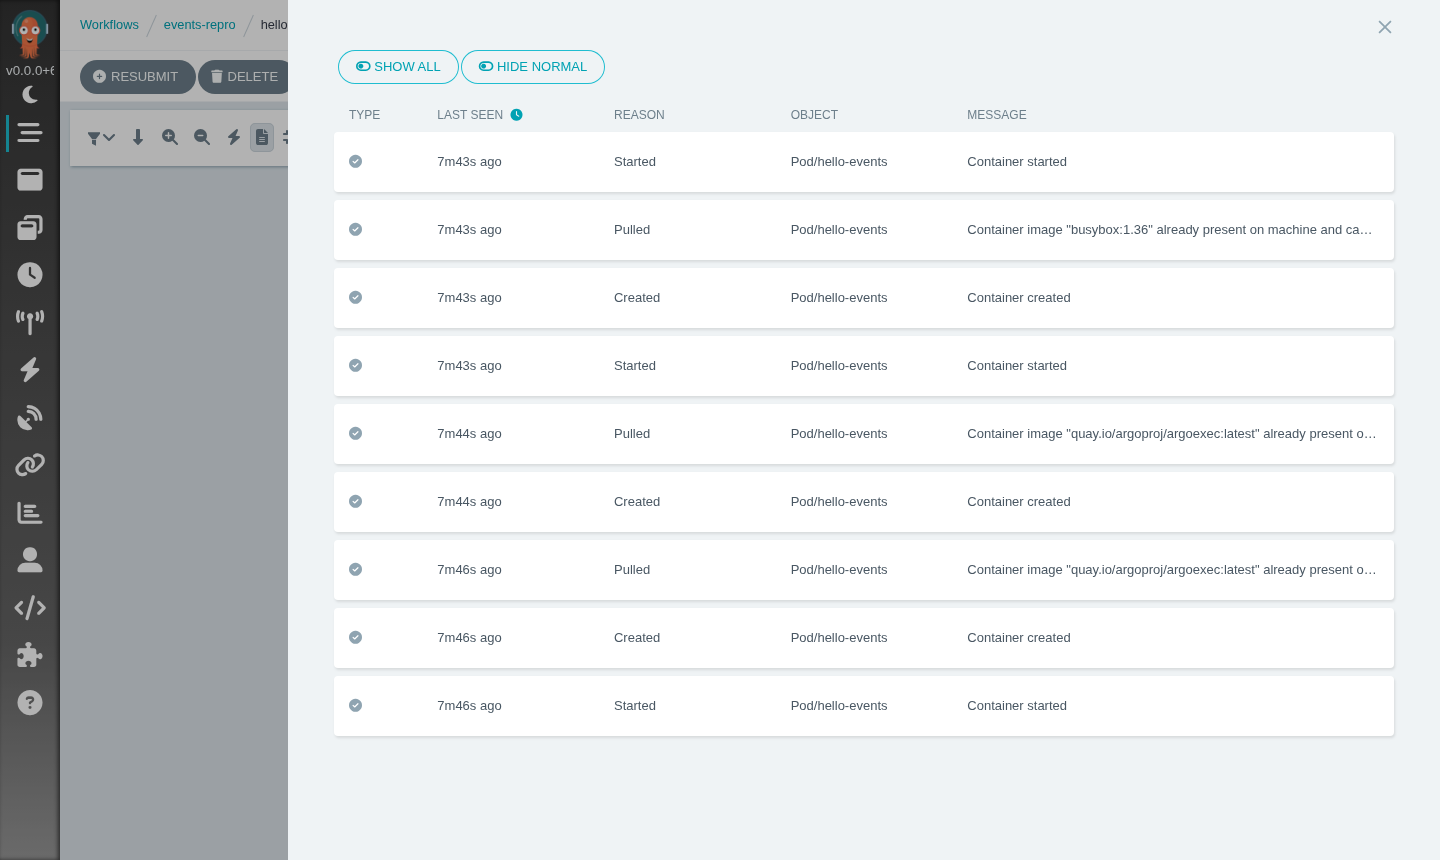 Workflows events-repro hello
v0.0.0+6
RESUBMIT DELETE
SHOW ALL HIDE NORMAL
TYPE LAST SEEN REASON OBJECT MESSAGE
7m43s ago Started Pod/hello-events Container started
7m43s ago Pulled Pod/hello-events Container image "busybox:1.36" already present on machine and ca…
7m43s ago Created Pod/hello-events Container created
7m43s ago Started Pod/hello-events Container started
7m44s ago Pulled Pod/hello-events Container image "quay.io/argoproj/argoexec:latest" already present o…
7m44s ago Created Pod/hello-events Container created
7m46s ago Pulled Pod/hello-events Container image "quay.io/argoproj/argoexec:latest" already present o…
7m46s ago Created Pod/hello-events Container created
7m46s ago Started Pod/hello-events Container started